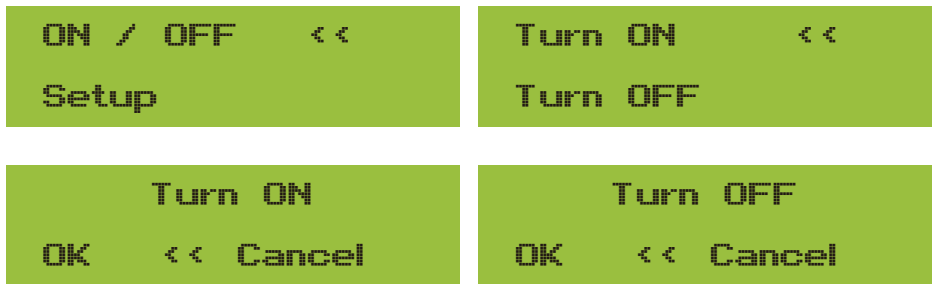 ON / OFF <<
Setup
Turn ON <<
Turn OFF
Turn ON
OK << Cancel
Turn OFF
OK << Cancel